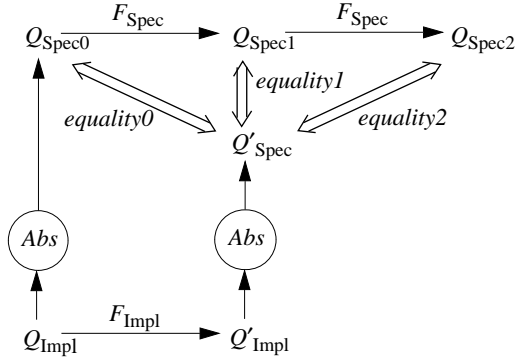 F_Spec F_Spec
Q_Spec0 Q_Spec1 Q_Spec2
equality1
equality0 equality2
Q'_Spec
Abs Abs
F_Impl
Q_Impl Q'_Impl